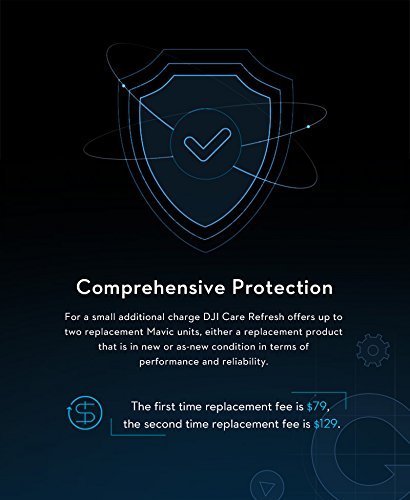 Comprehensive Protection
For a small additional charge DJI Care Refresh offers up to
two replacement Mavic units, either a replacement product
that is in new or as-new condition in terms of
performance and reliability.
The first time replacement fee is $79,
the second time replacement fee is $129.